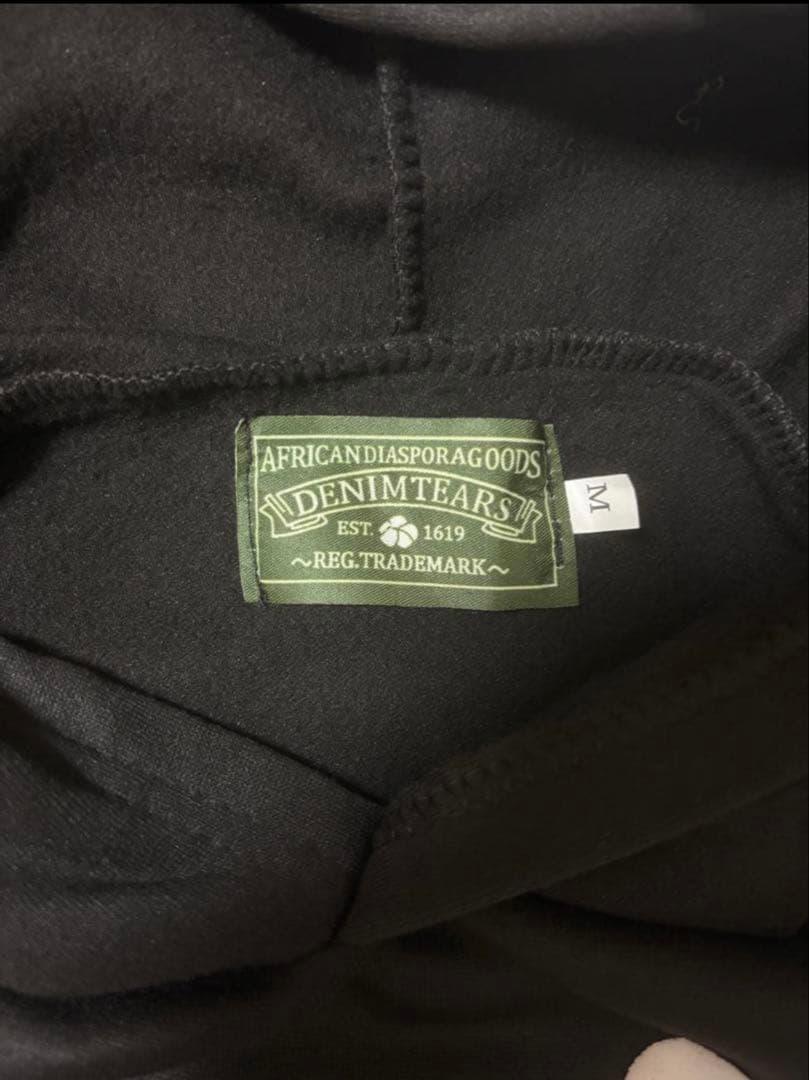 AFRICANDIASPORAGOODS
DENIMTEARS
EST. 1619
~REG.TRADEMARK~
M